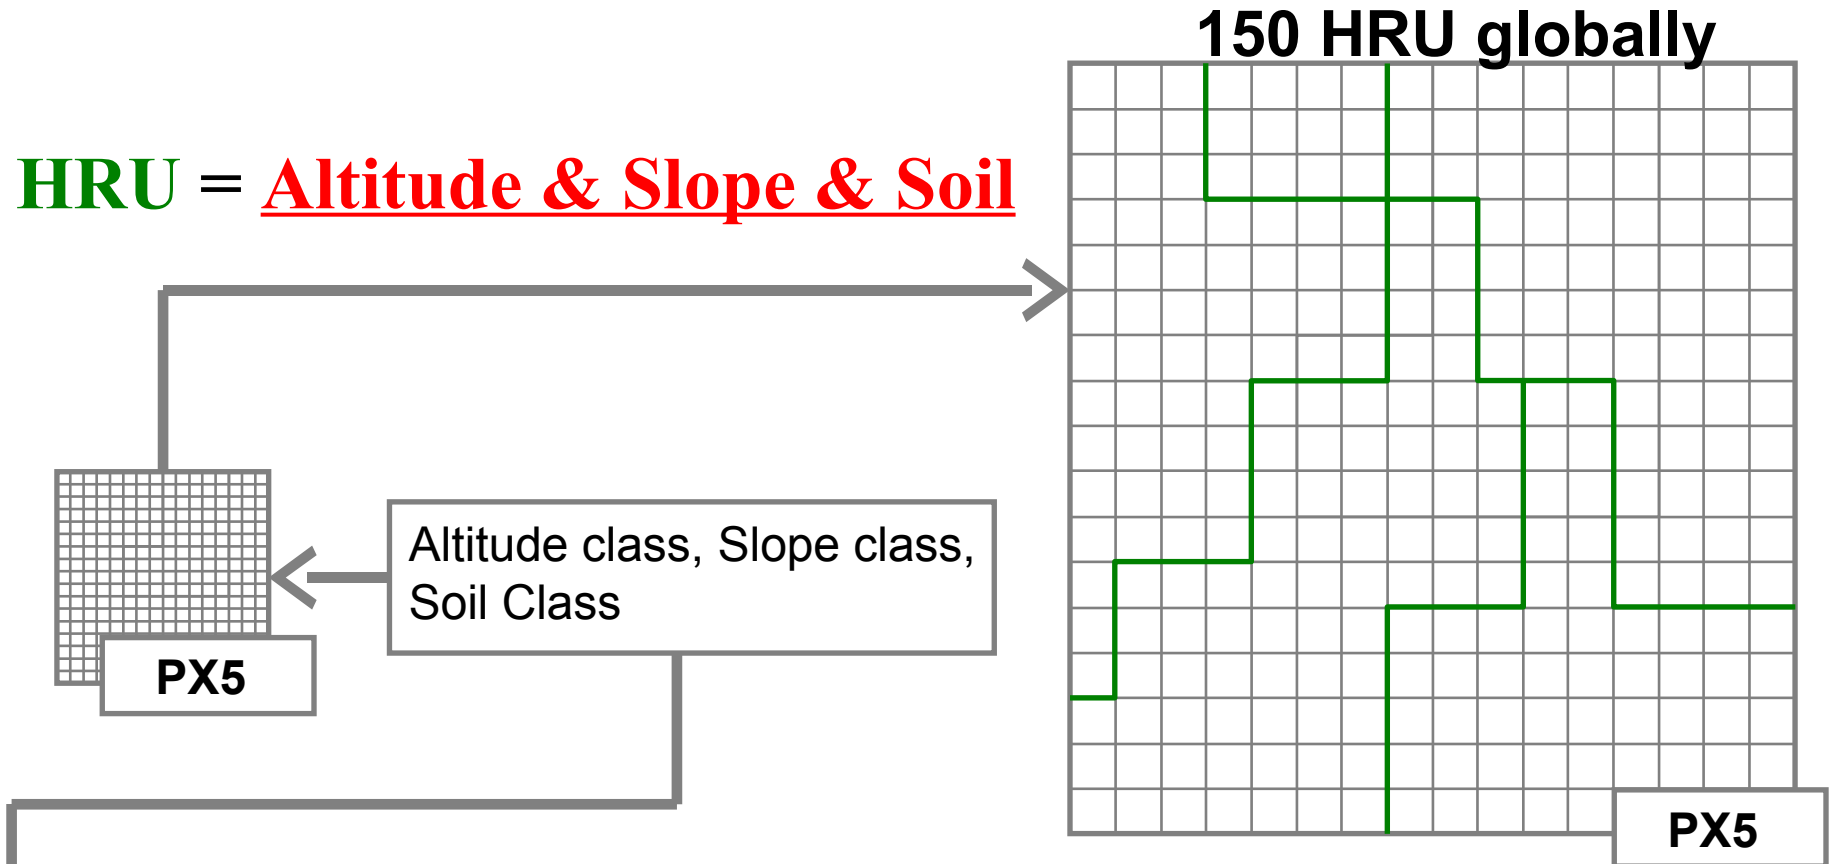 150 HRU globally
HRU = Altitude & Slope & Soil
Altitude class, Slope class,
Soil Class
PX5
PX5